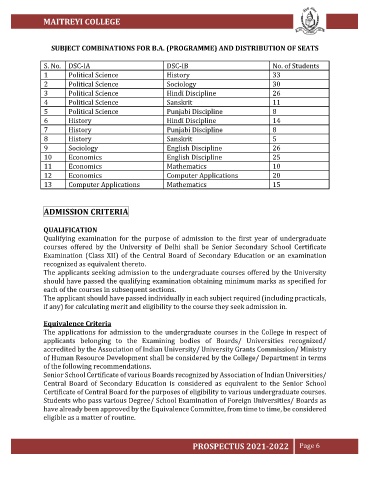 MAITREYI COLLEGE
SUBJECT COMBINATIONS FOR B.A. (PROGRAMME) AND DISTRIBUTION OF SEATS
S. No. DSC-IA DSC-IB No. of Students
1 Political Science History 33
2 Political Science Sociology 30
3 Political Science Hindi Discipline 26
4 Political Science Sanskrit 11
5 Political Science Punjabi Discipline 8
6 History Hindi Discipline 14
7 History Punjabi Discipline 8
8 History Sanskrit 5
9 Sociology English Discipline 26
10 Economics English Discipline 25
11 Economics Mathematics 10
12 Economics Computer Applications 20
13 Computer Applications Mathematics 15
ADMISSION CRITERIA
QUALIFICATION
Qualifying examination for the purpose of admission to the first year of undergraduate
courses offered by the University of Delhi shall be Senior Secondary School Certificate
Examination (Class XII) of the Central Board of Secondary Education or an examination
recognized as equivalent thereto.
The applicants seeking admission to the undergraduate courses offered by the University
should have passed the qualifying examination obtaining minimum marks as specified for
each of the courses in subsequent sections.
The applicant should have passed individually in each subject required (including practicals,
if any) for calculating merit and eligibility to the course they seek admission in.
Equivalence Criteria
The applications for admission to the undergraduate courses in the College in respect of
applicants belonging to the Examining bodies of Boards/ Universities recognized/
accredited by the Association of Indian University/ University Grants Commission/ Ministry
of Human Resource Development shall be considered by the College/ Department in terms
of the following recommendations.
Senior School Certificate of various Boards recognized by Association of Indian Universities/
Central Board of Secondary Education is considered as equivalent to the Senior School
Certificate of Central Board for the purposes of eligibility to various undergraduate courses.
Students who pass various Degree/ School Examination of Foreign Universities/ Boards as
have already been approved by the Equivalence Committee, from time to time, be considered
eligible as a matter of routine.
PROSPECTUS 2021-2022 Page 6